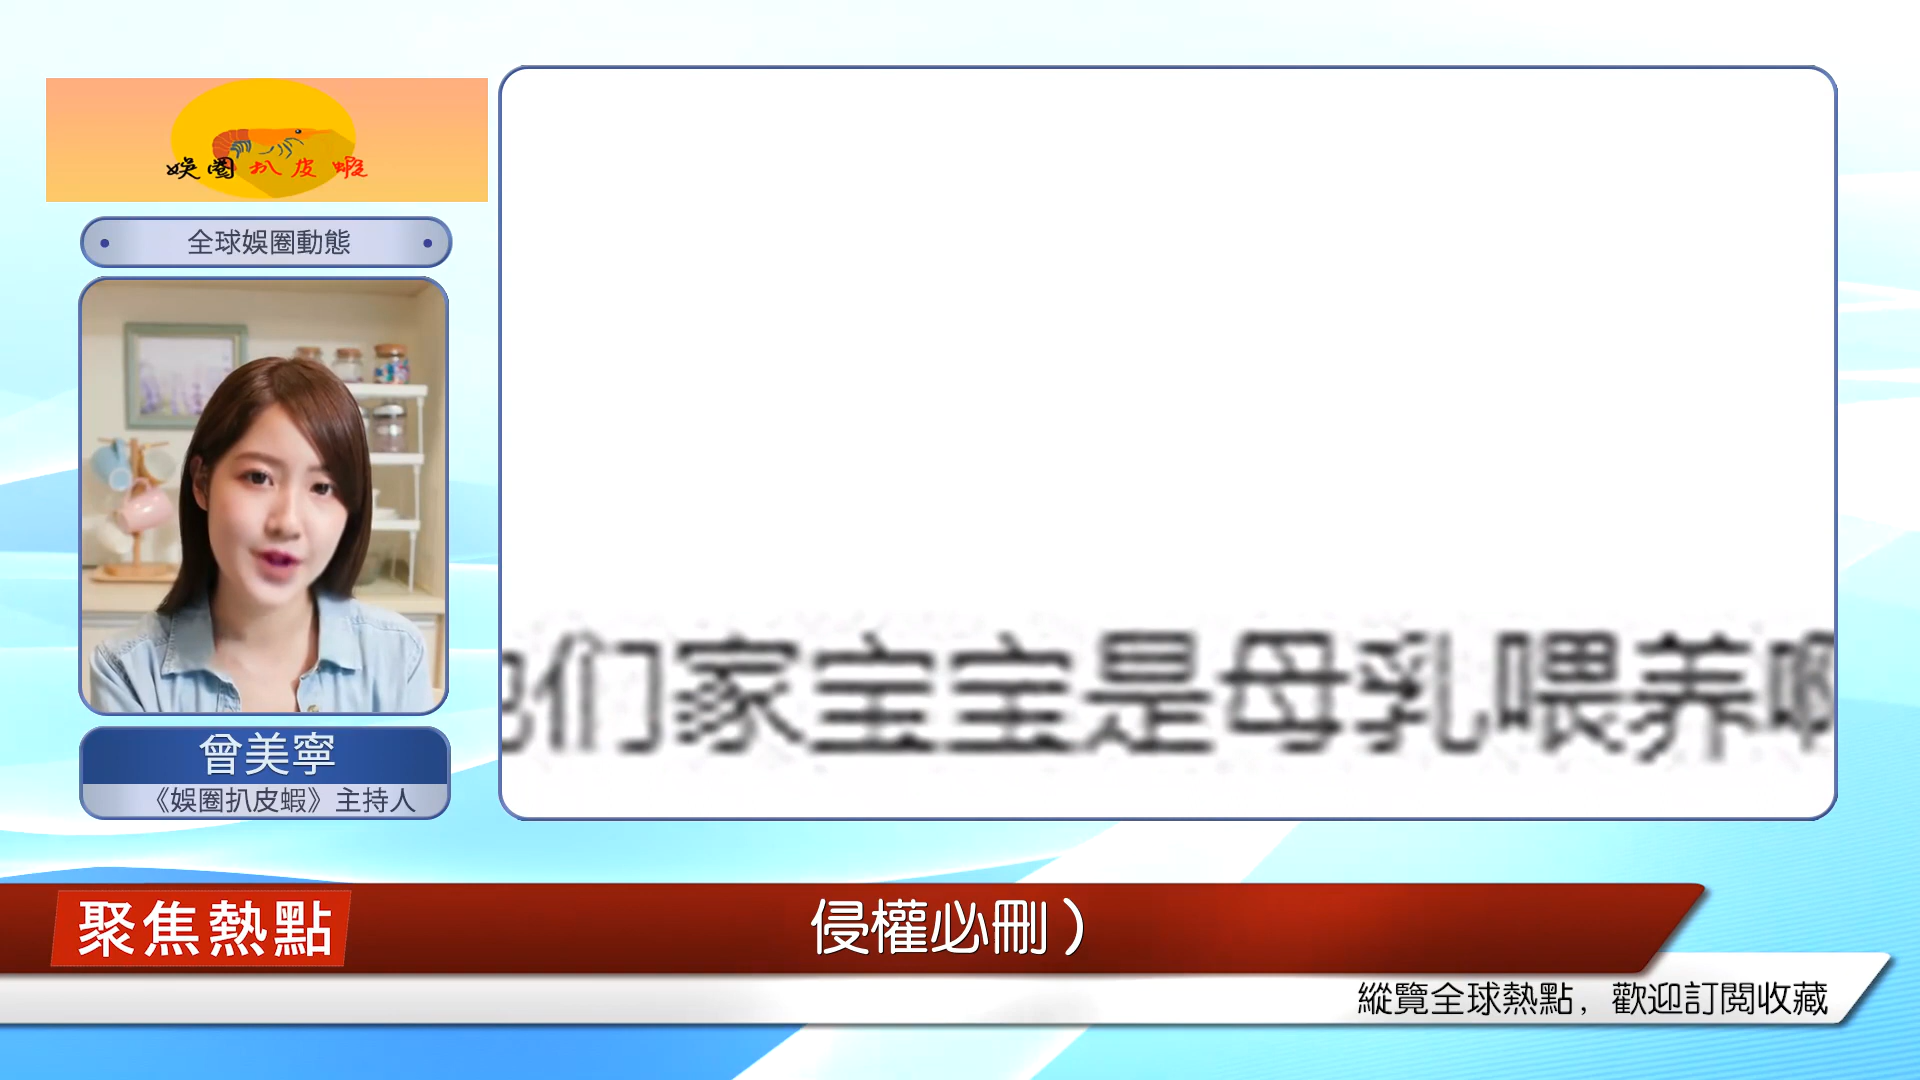 娛圈扒皮蝦
全球娛圈動態
曾美寧
《娛圈扒皮蝦》主持人
们家宝宝是母乳喂养
聚焦熱點
侵權必刪）
縱覽全球熱點，歡迎訂閱收藏